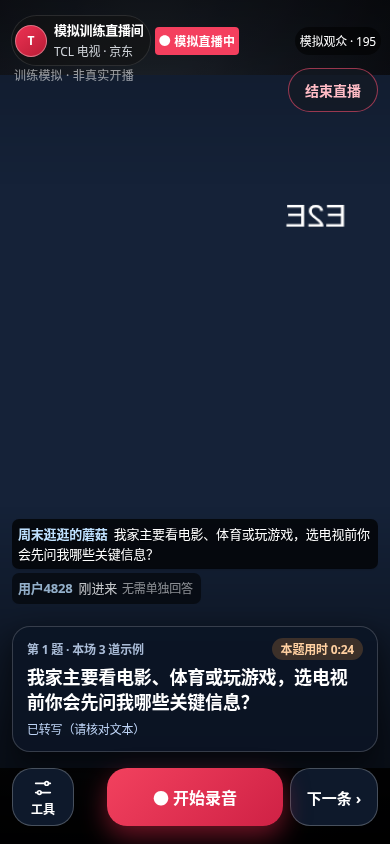 T
模拟训练直播间
TCL 电视 · 京东
模拟直播中
模拟观众 · 195
训练模拟 · 非真实开播
结束直播
E2E
周末逛逛的蘑菇 我家主要看电影、体育或玩游戏，选电视前你会先问我哪些关键信息？
用户4828 刚进来 无需单独回答
第 1 题 · 本场 3 道示例
本题用时 0:24
我家主要看电影、体育或玩游戏，选电视
前你会先问我哪些关键信息？
已转写（请核对文本）
工具
开始录音
下一条 ›